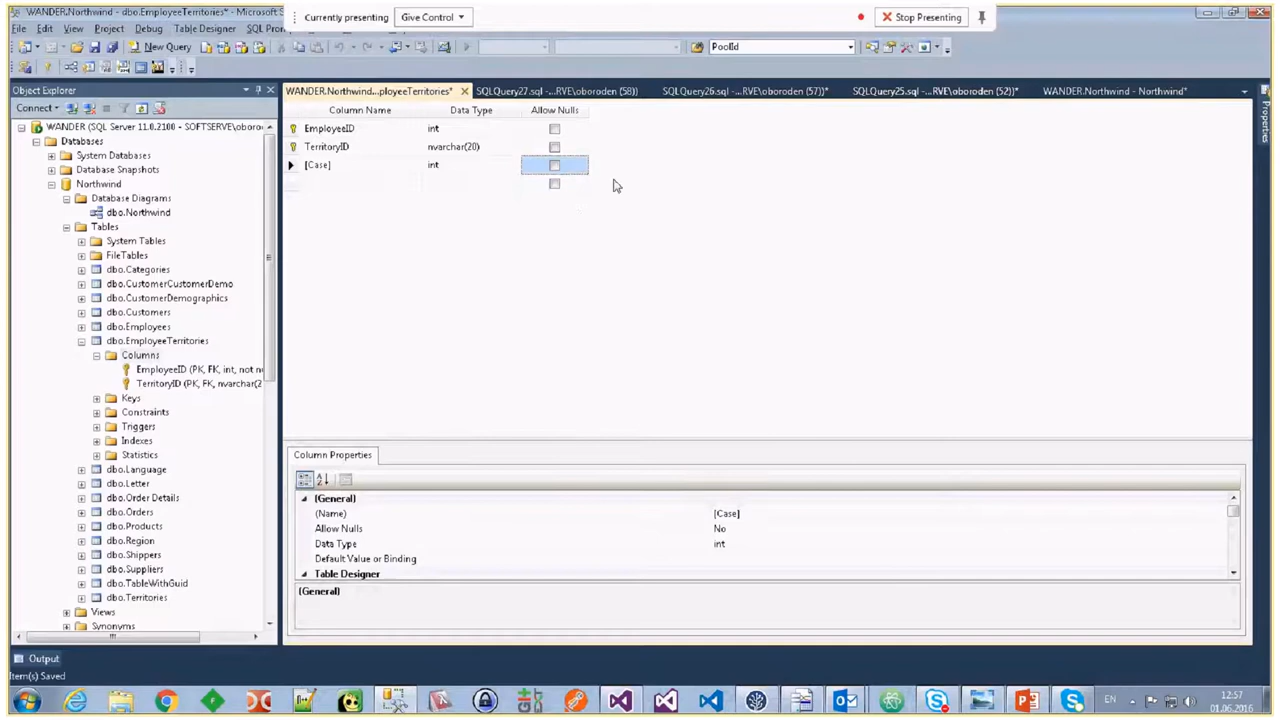 WANDER.Northwind - dbo.EmployeeTerritories* - Microsoft S
Currently presenting
Give Control
Stop Presenting
File Edit View Project Debug Table Designer SQL Pro
New Query
PoolId
Object Explorer
WANDER.Northwind...ployeeTerritories*
SQLQuery27.sql -...RVE\oboroden (58))
SQLQuery26.sql -...RVE\oboroden (57))*
SQLQuery25.sql -...RVE\oboroden (52))*
WANDER.Northwind - Northwind*
Properties
Connect
Column Name Data Type Allow Nulls
EmployeeID int
TerritoryID nvarchar(20)
[Case] int
WANDER (SQL Server 11.0.2100 - SOFTSERVE\oboro
Databases
System Databases
Database Snapshots
Northwind
Database Diagrams
dbo.Northwind
Tables
System Tables
FileTables
dbo.Categories
dbo.CustomerCustomerDemo
dbo.CustomerDemographics
dbo.Customers
dbo.Employees
dbo.EmployeeTerritories
Columns
EmployeeID (PK, FK, int, not n
TerritoryID (PK, FK, nvarchar(2
Keys
Constraints
Triggers
Indexes
Statistics
dbo.Language
dbo.Letter
dbo.Order Details
dbo.Orders
dbo.Products
dbo.Region
dbo.Shippers
dbo.Suppliers
dbo.TableWithGuid
dbo.Territories
Views
Synonyms
Column Properties
(General)
(Name) [Case]
Allow Nulls No
Data Type int
Default Value or Binding
Table Designer
(General)
Output
Item(s) Saved
EN
12:57
01.06.2016